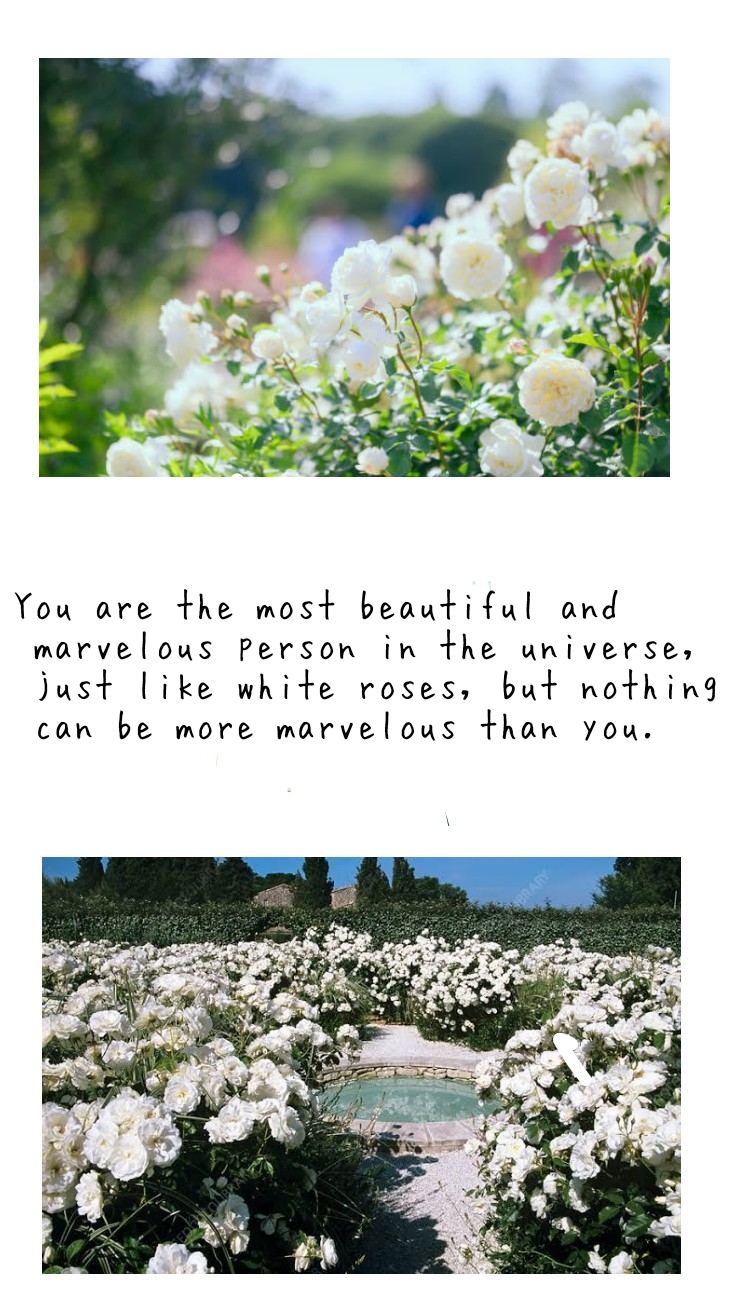 You are the most beautiful and
marvelous person in the universe,
just like white roses, but nothing
can be more marvelous than you.